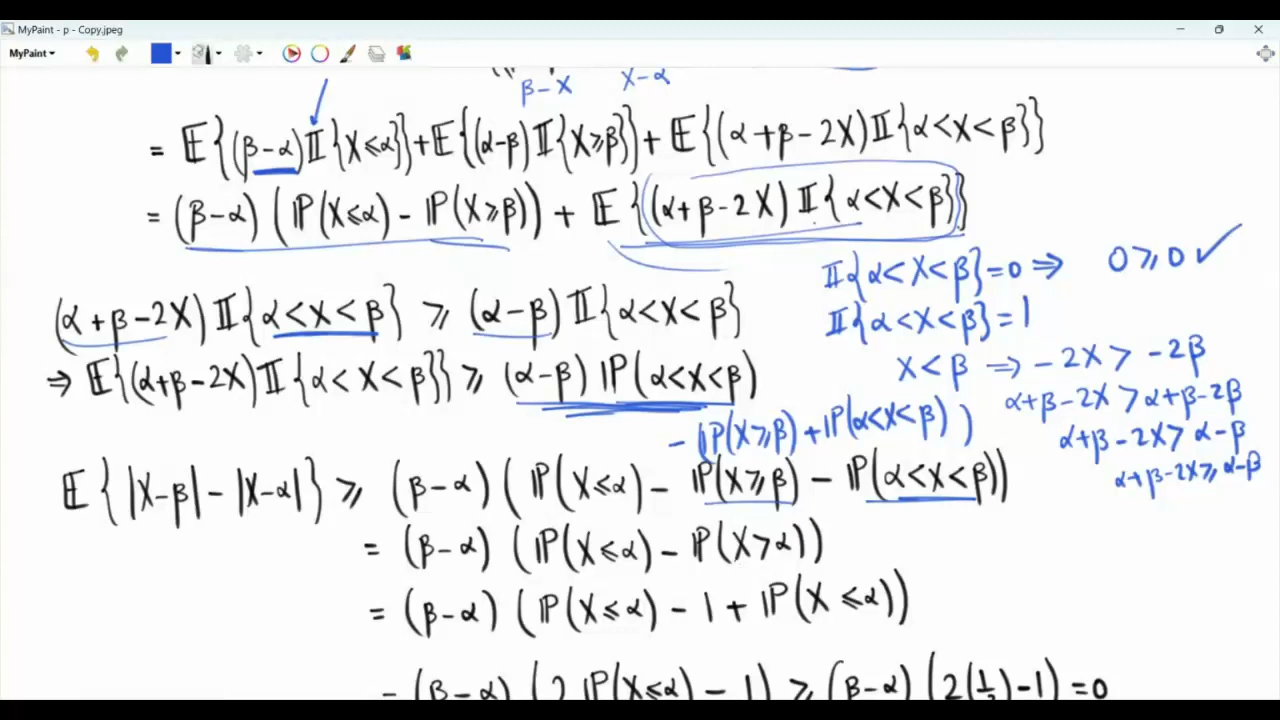 MyPaint - p - Copy.jpeg
MyPaint
β-X X-α
= 𝔼{(β-α)𝕀{X≤α}}+𝔼{(α-β)𝕀{X≥β}}+𝔼{(α+β-2X)𝕀{α<X<β}}
= (β-α)(ℙ(X≤α)-ℙ(X≥β))+𝔼{(α+β-2X)𝕀{α<X<β}}
𝕀{α<X<β}=0⇒ 0≥0 ✓
(α+β-2X)𝕀{α<X<β} ≥ (α-β)𝕀{α<X<β}
𝕀{α<X<β}=1
X<β ⇒ -2X > -2β
⇒ 𝔼{(α+β-2X)𝕀{α<X<β}} ≥ (α-β)ℙ(α<X<β)
α+β-2X > α+β-2β
-(ℙ(X≥β)+ℙ(α<X<β))
α+β-2X > α-β
α+β-2X ≥ α-β
𝔼{|X-β|-|X-α|} ≥ (β-α)(ℙ(X≤α)-ℙ(X≥β)-ℙ(α<X<β))
= (β-α)(ℙ(X≤α)-ℙ(X>α))
= (β-α)(ℙ(X≤α)-1+ℙ(X≤α))
= (β-α)(2ℙ(X≤α)-1) ≥ (β-α)(2(½)-1)=0